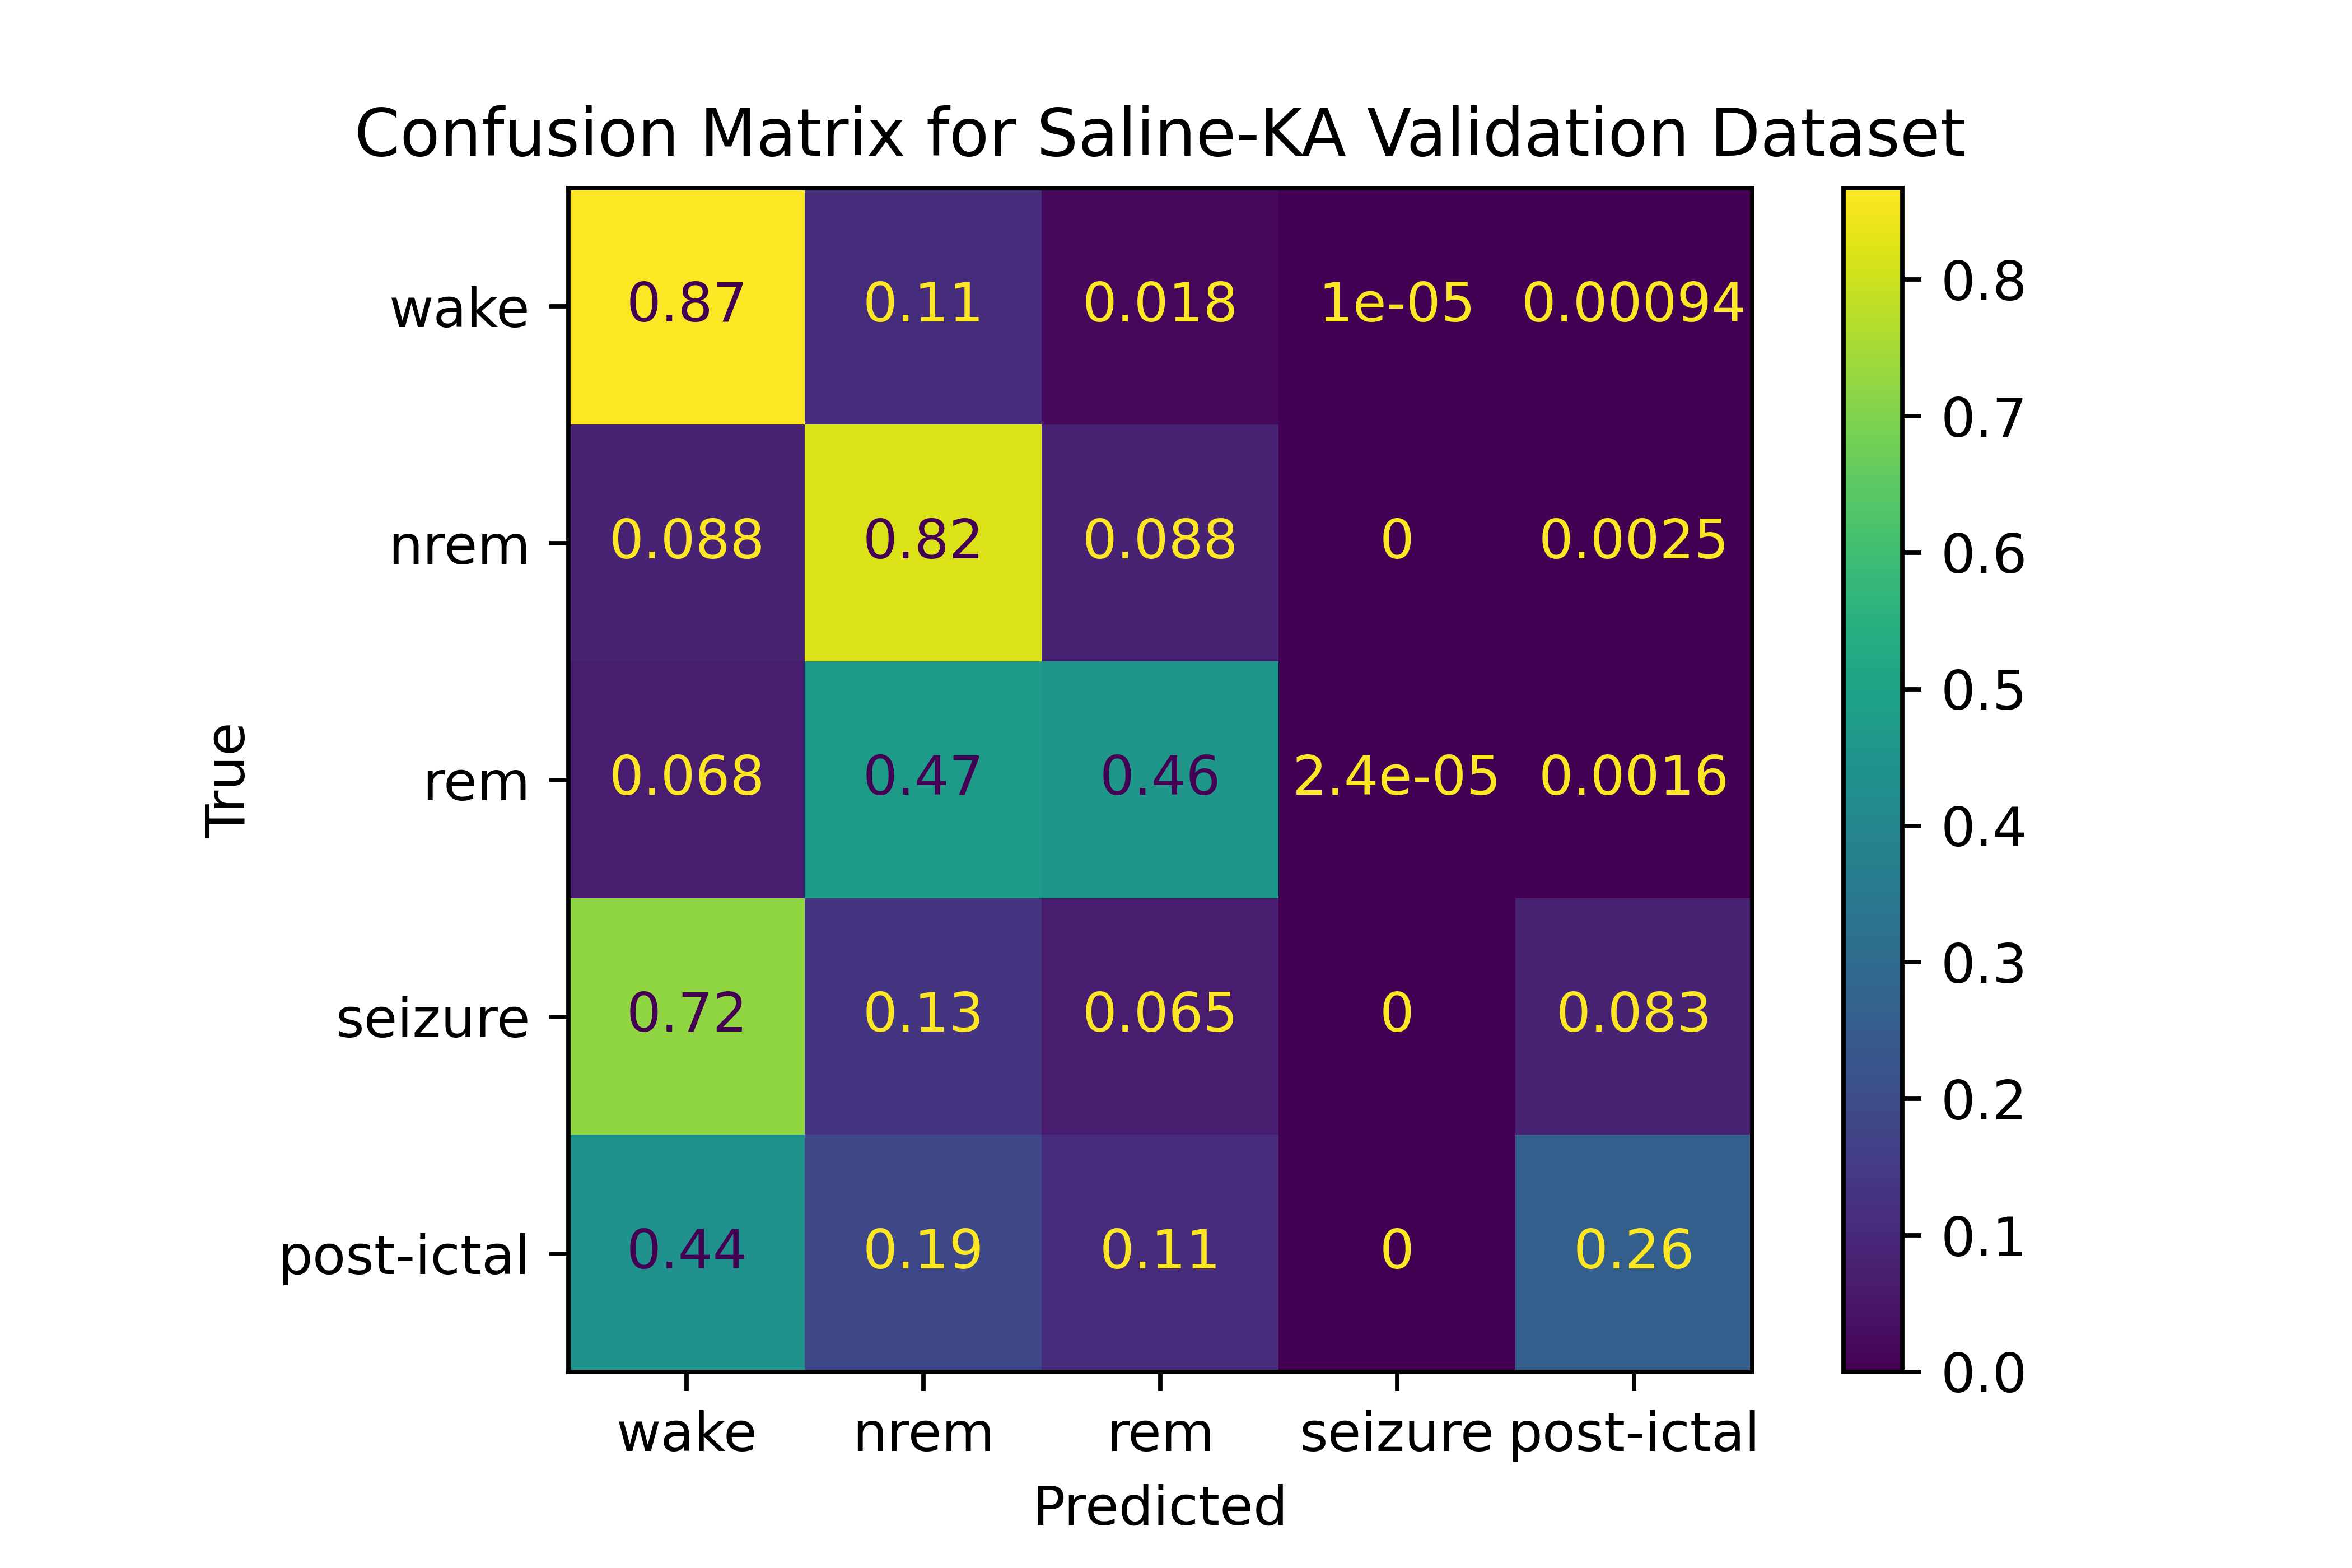 Confusion Matrix for Saline-KA Validation Dataset
wake 0.87 0.11 0.018 1e-05 0.00094
nrem 0.088 0.82 0.088 0 0.0025
rem 0.068 0.47 0.46 2.4e-05 0.0016
seizure 0.72 0.13 0.065 0 0.083
post-ictal 0.44 0.19 0.11 0 0.26
True
wake nrem rem seizure post-ictal
Predicted
0.8
0.7
0.6
0.5
0.4
0.3
0.2
0.1
0.0